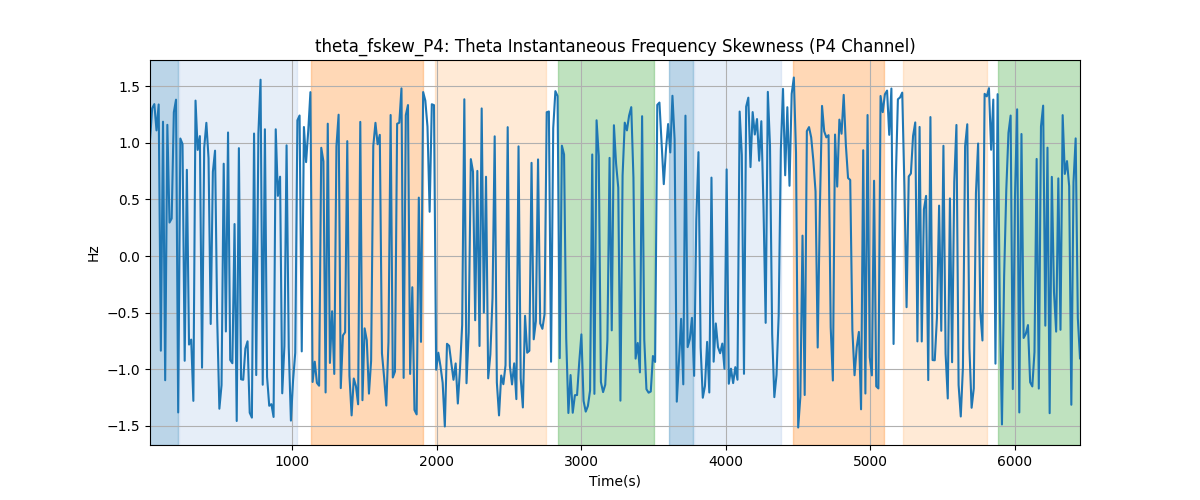 theta_fskew_P4: Theta Instantaneous Frequency Skewness (P4 Channel)
1.5
1.0
0.5
0.0
−0.5
−1.0
−1.5
Hz
1000 2000 3000 4000 5000 6000
Time(s)